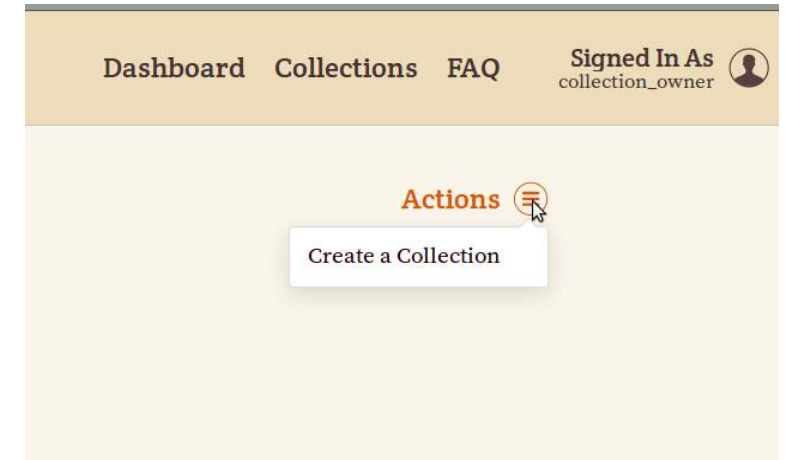 Dashboard Collections FAQ Signed In As
collection_owner
Actions
Create a Collection